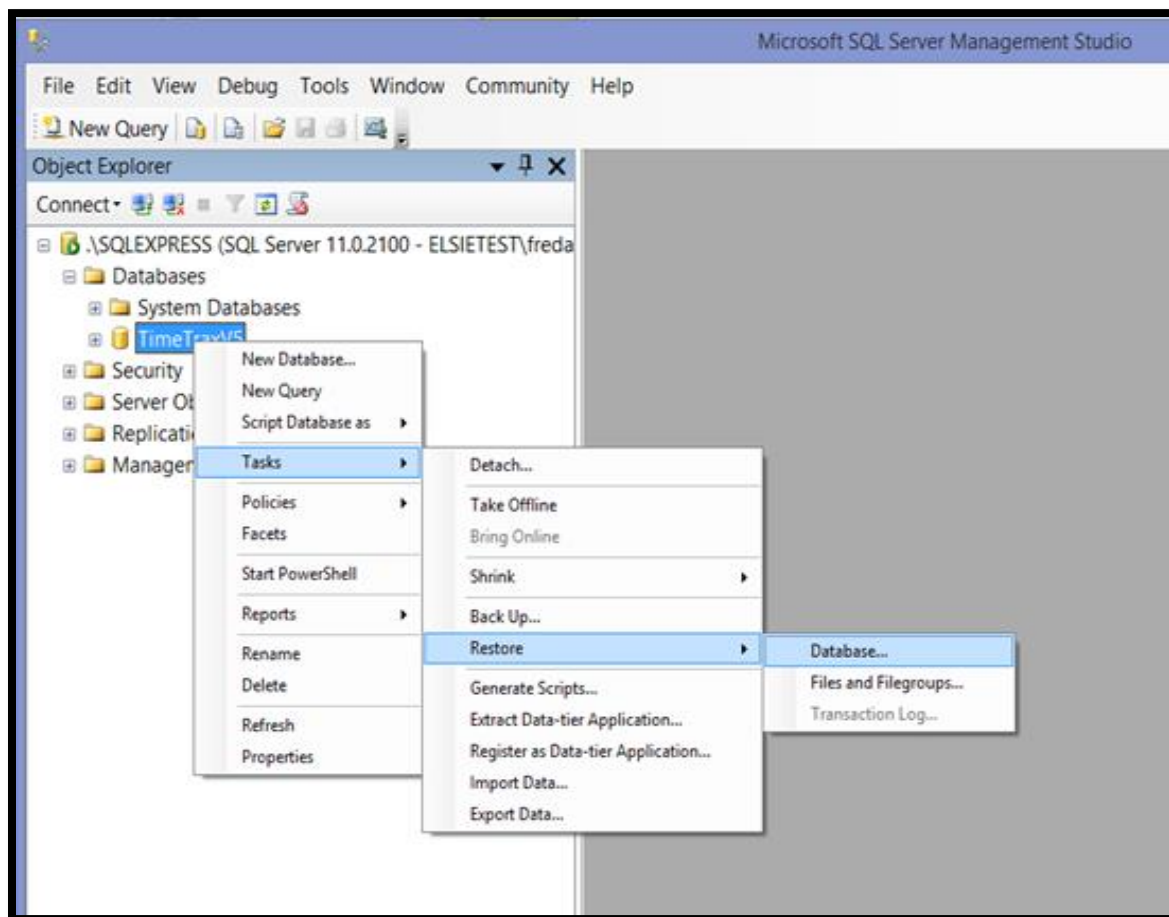 Microsoft SQL Server Management Studio
File Edit View Debug Tools Window Community Help
New Query
Object Explorer
Connect
.\SQLEXPRESS (SQL Server 11.0.2100 - ELSIETEST\freda
Databases
System Databases
TimeTraxV5
Security
Server Ob
Replicati
Manager
New Database...
New Query
Script Database as
Tasks
Policies
Facets
Start PowerShell
Reports
Rename
Delete
Refresh
Properties
Detach...
Take Offline
Bring Online
Shrink
Back Up...
Restore
Generate Scripts...
Extract Data-tier Application...
Register as Data-tier Application...
Import Data...
Export Data...
Database...
Files and Filegroups...
Transaction Log...